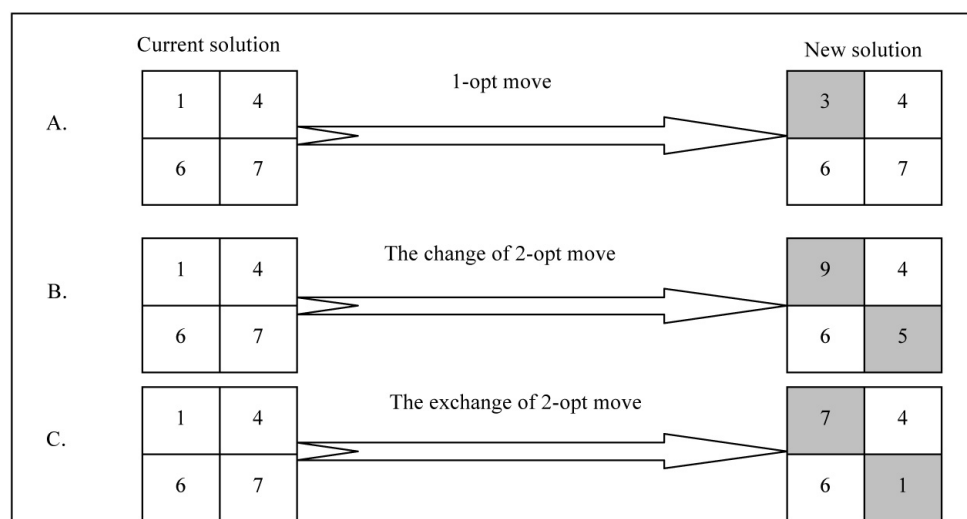 Current solution
New solution
A.
1 4
6 7
1-opt move
3 4
6 7
B.
1 4
6 7
The change of 2-opt move
9 4
6 5
C.
1 4
6 7
The exchange of 2-opt move
7 4
6 1